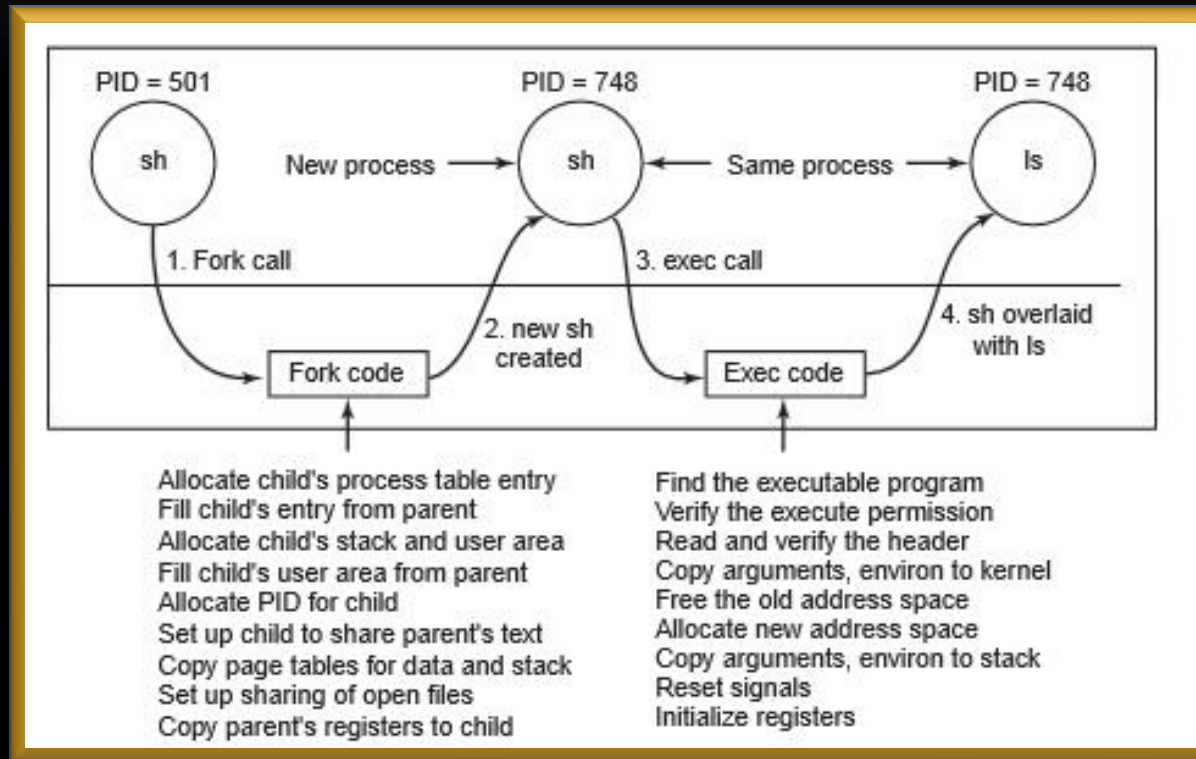 PID = 501
PID = 748
PID = 748
sh
New process
sh
Same process
ls
1. Fork call
3. exec call
2. new sh
created
4. sh overlaid
with ls
Fork code
Exec code
Allocate child's process table entry
Fill child's entry from parent
Allocate child's stack and user area
Fill child's user area from parent
Allocate PID for child
Set up child to share parent's text
Copy page tables for data and stack
Set up sharing of open files
Copy parent's registers to child
Find the executable program
Verify the execute permission
Read and verify the header
Copy arguments, environ to kernel
Free the old address space
Allocate new address space
Copy arguments, environ to stack
Reset signals
Initialize registers